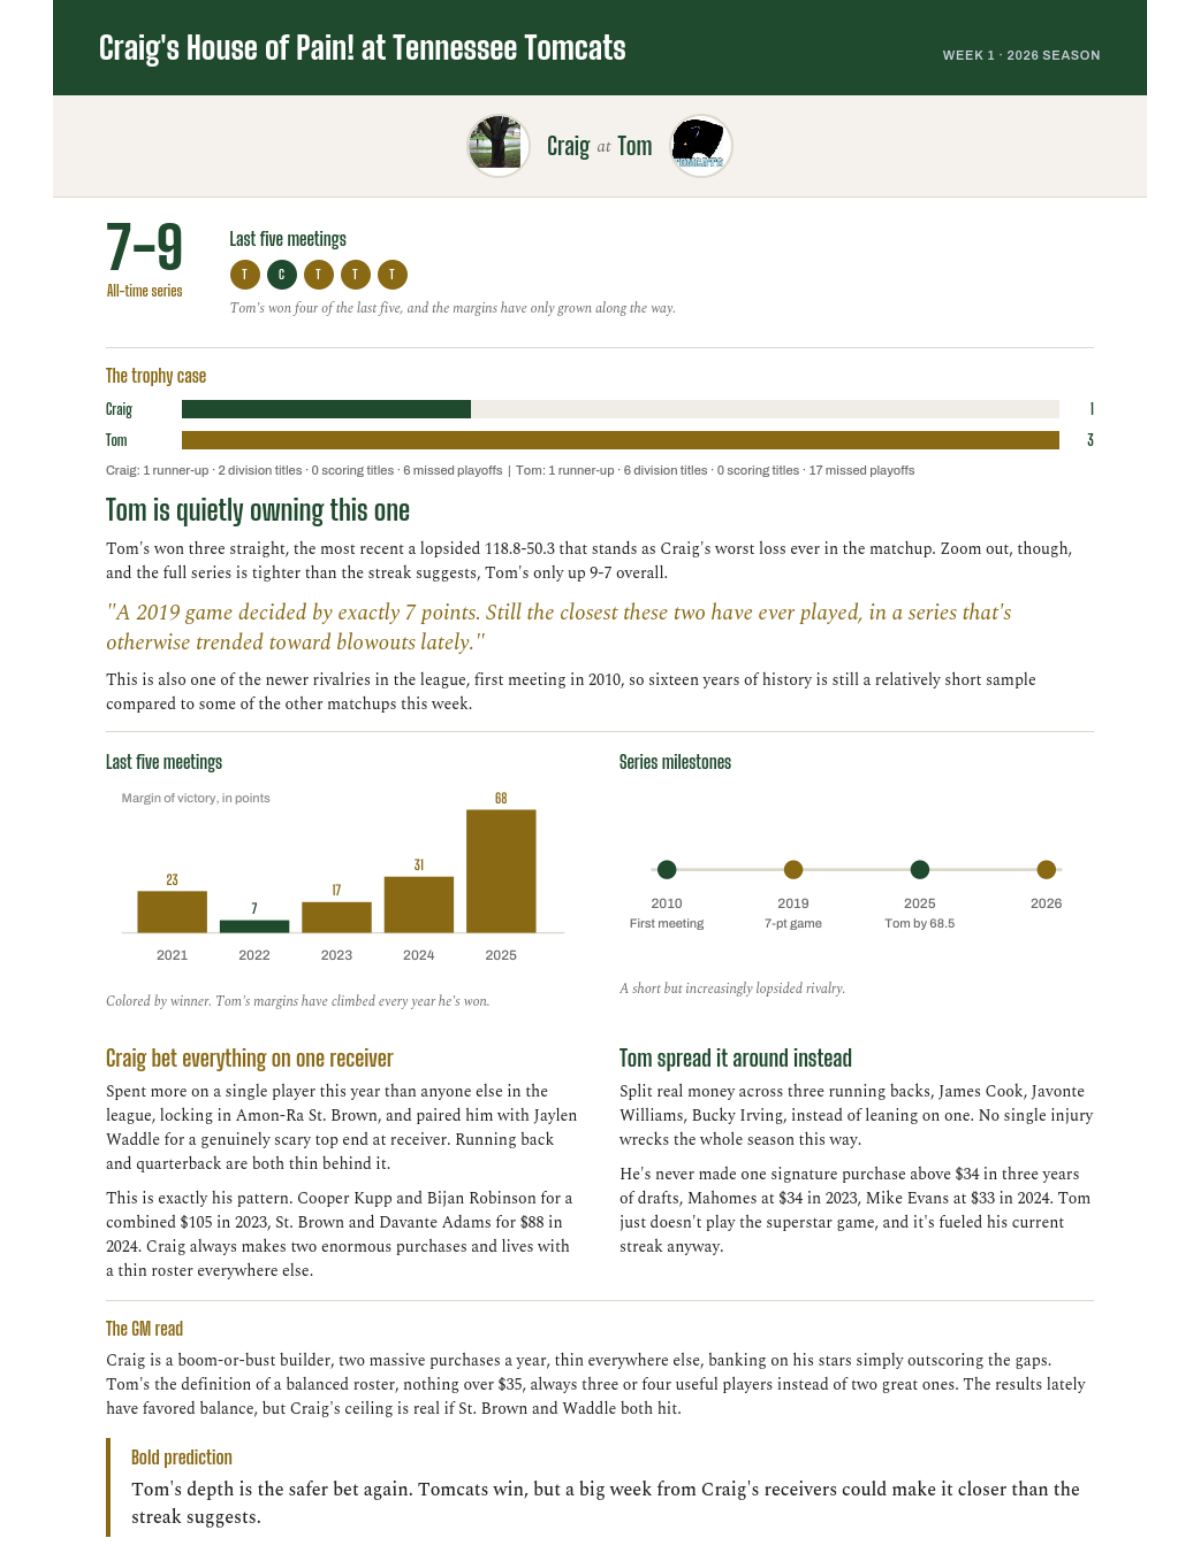 Craig's House of Pain! at Tennessee Tomcats
WEEK 1 · 2026 SEASON
Craig at Tom
TOMCATS
7–9
All-time series
Last five meetings
T C T T T
Tom's won four of the last five, and the margins have only grown along the way.
The trophy case
Craig 1
Tom 3
Craig: 1 runner-up · 2 division titles · 0 scoring titles · 6 missed playoffs | Tom: 1 runner-up · 6 division titles · 0 scoring titles · 17 missed playoffs
Tom is quietly owning this one
Tom's won three straight, the most recent a lopsided 118.8-50.3 that stands as Craig's worst loss ever in the matchup. Zoom out, though,
and the full series is tighter than the streak suggests, Tom's only up 9-7 overall.
"A 2019 game decided by exactly 7 points. Still the closest these two have ever played, in a series that's
otherwise trended toward blowouts lately."
This is also one of the newer rivalries in the league, first meeting in 2010, so sixteen years of history is still a relatively short sample
compared to some of the other matchups this week.
Last five meetings
Margin of victory, in points
23 7 17 31 68
2021 2022 2023 2024 2025
Colored by winner. Tom's margins have climbed every year he's won.
Series milestones
2010 2019 2025 2026
First meeting 7-pt game Tom by 68.5
A short but increasingly lopsided rivalry.
Craig bet everything on one receiver
Spent more on a single player this year than anyone else in the
league, locking in Amon-Ra St. Brown, and paired him with Jaylen
Waddle for a genuinely scary top end at receiver. Running back
and quarterback are both thin behind it.
This is exactly his pattern. Cooper Kupp and Bijan Robinson for a
combined $105 in 2023, St. Brown and Davante Adams for $88 in
2024. Craig always makes two enormous purchases and lives with
a thin roster everywhere else.
Tom spread it around instead
Split real money across three running backs, James Cook, Javonte
Williams, Bucky Irving, instead of leaning on one. No single injury
wrecks the whole season this way.
He's never made one signature purchase above $34 in three years
of drafts, Mahomes at $34 in 2023, Mike Evans at $33 in 2024. Tom
just doesn't play the superstar game, and it's fueled his current
streak anyway.
The GM read
Craig is a boom-or-bust builder, two massive purchases a year, thin everywhere else, banking on his stars simply outscoring the gaps.
Tom's the definition of a balanced roster, nothing over $35, always three or four useful players instead of two great ones. The results lately
have favored balance, but Craig's ceiling is real if St. Brown and Waddle both hit.
Bold prediction
Tom's depth is the safer bet again. Tomcats win, but a big week from Craig's receivers could make it closer than the
streak suggests.